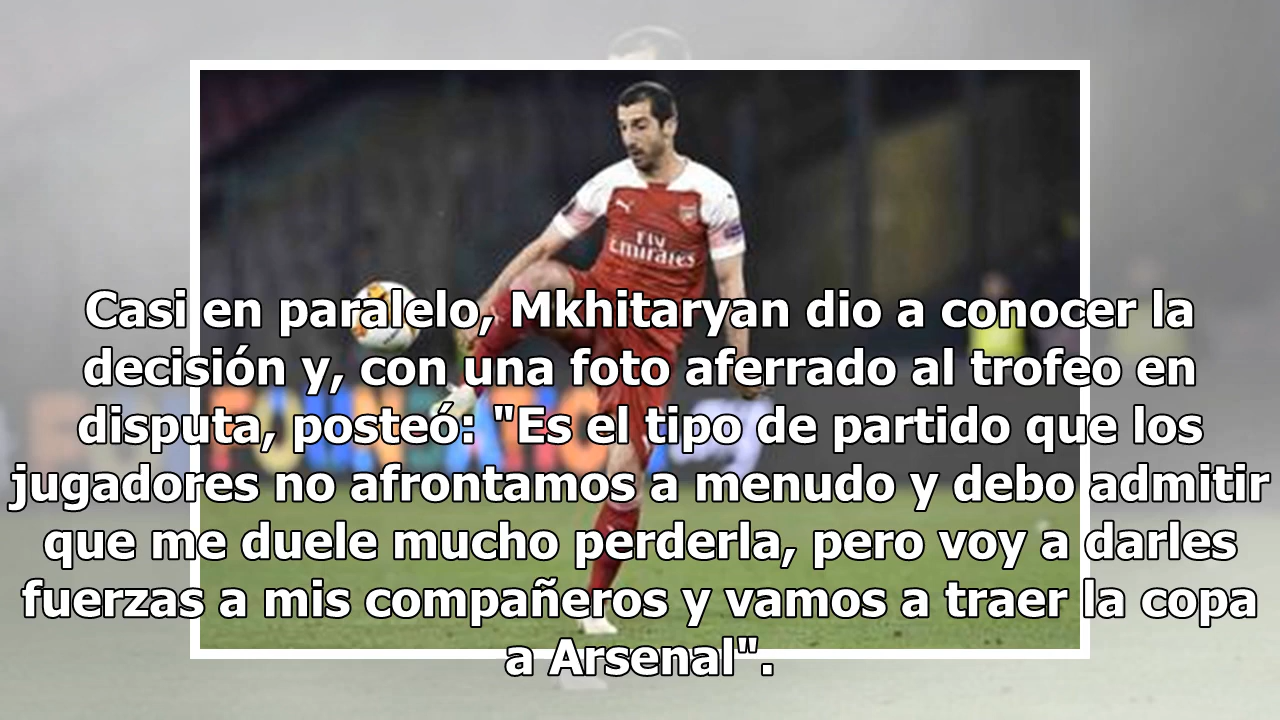 Fly
Emirates
Casi en paralelo, Mkhitaryan dio a conocer la
decisión y, con una foto aferrado al trofeo en
disputa, posteó: "Es el tipo de partido que los
jugadores no afrontamos a menudo y debo admitir
que me duele mucho perderla, pero voy a darles
fuerzas a mis compañeros y vamos a traer la copa
a Arsenal".